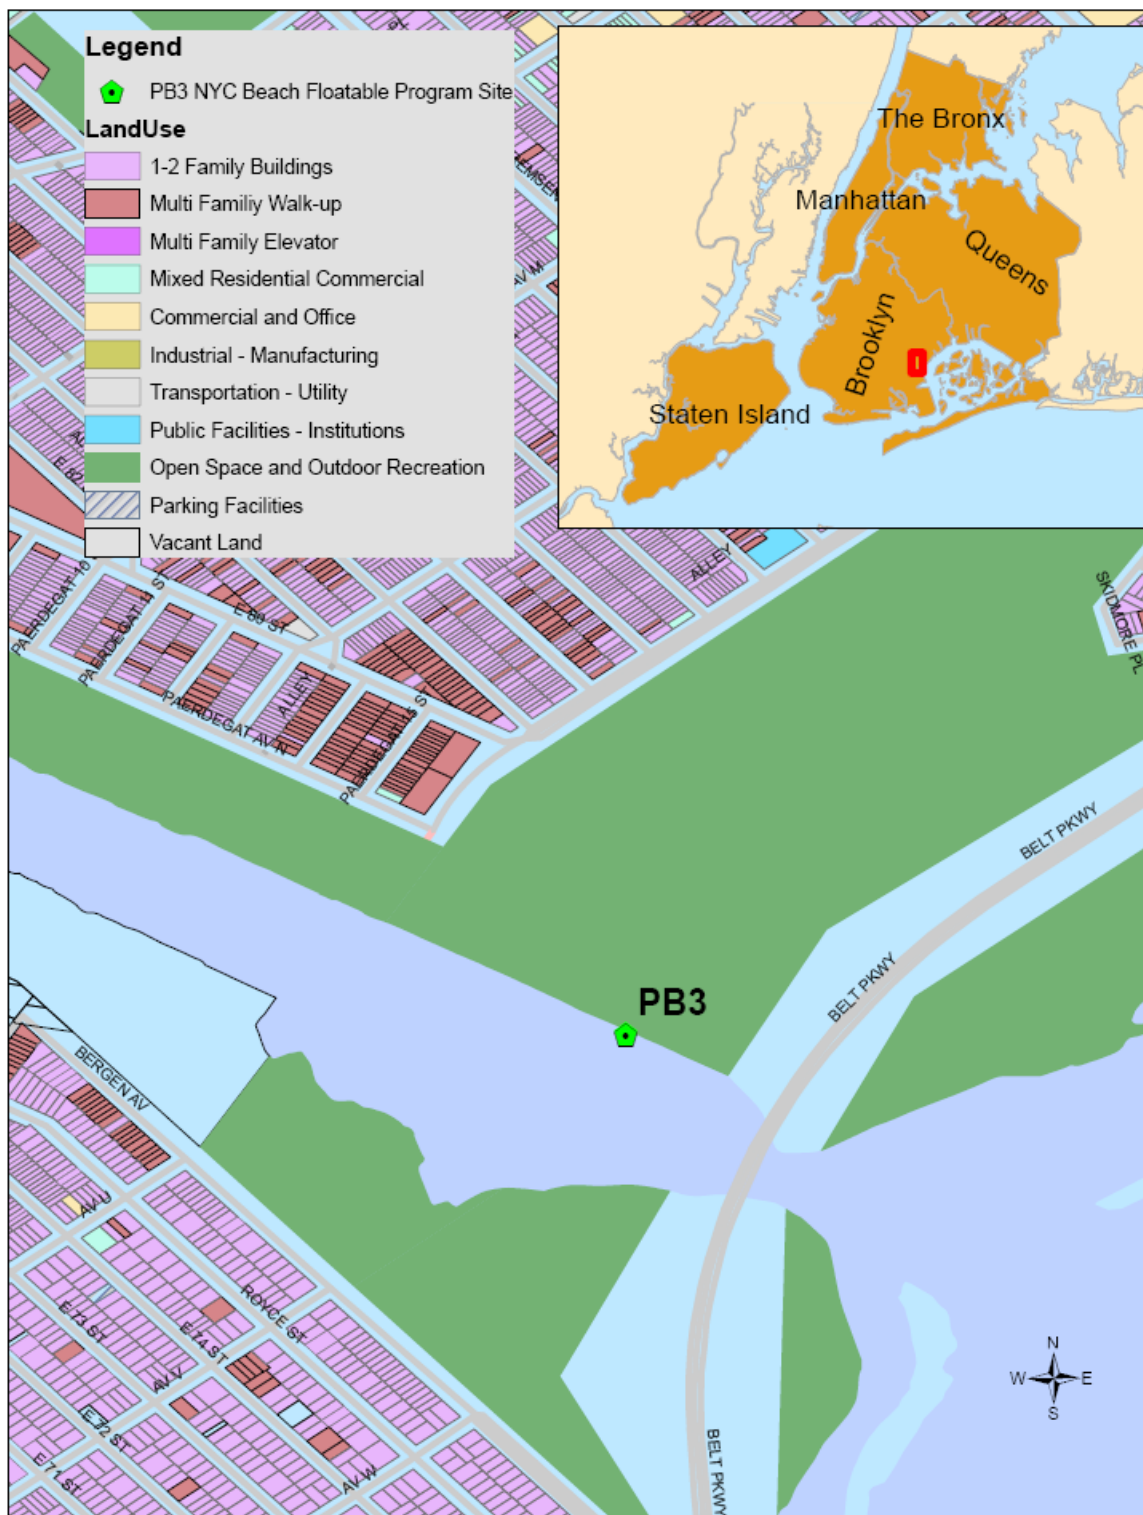 Legend
PB3 NYC Beach Floatable Program Site
LandUse
1-2 Family Buildings
Multi Familiy Walk-up
Multi Family Elevator
Mixed Residential Commercial
Commercial and Office
Industrial - Manufacturing
Transportation - Utility
Public Facilities - Institutions
Open Space and Outdoor Recreation
Parking Facilities
Vacant Land
The Bronx
Manhattan
Queens
Brooklyn
Staten Island
PL
AV M
E 82
ALLEY
SKIDMORE PL
PAERDEGAT 10
PAERDEGAT 11 S
E 80 ST
ALLEY
PAERDEGAT AV N
PAERDEGAT 15 S
BELT PKWY
BELT PKWY
PB3
BERGEN AV
AV U
ROYCE ST
E 73 ST
E 74 ST
AV V
E 72 ST
E 71 ST
AV W
BELT PKWY
N
W E
S